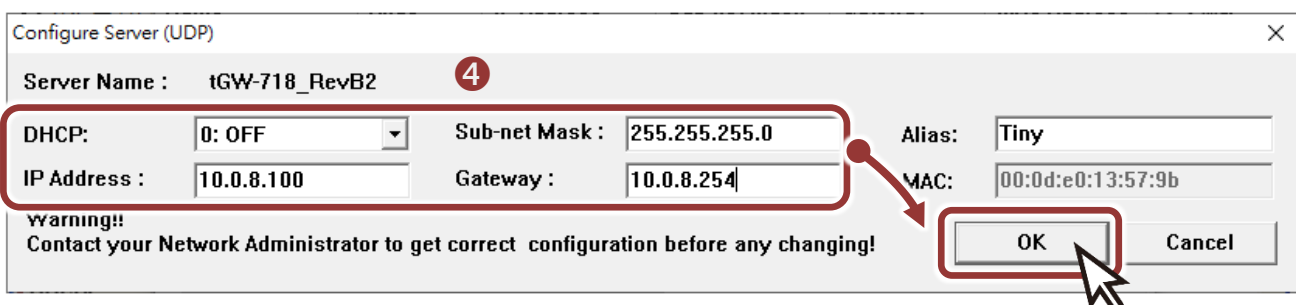 Configure Server (UDP)
Server Name : tGW-718_RevB2 4
DHCP: 0: OFF Sub-net Mask : 255.255.255.0 Alias: Tiny
IP Address : 10.0.8.100 Gateway : 10.0.8.254 MAC: 00:0d:e0:13:57:9b
Warning!!
Contact your Network Administrator to get correct configuration before any changing! OK Cancel